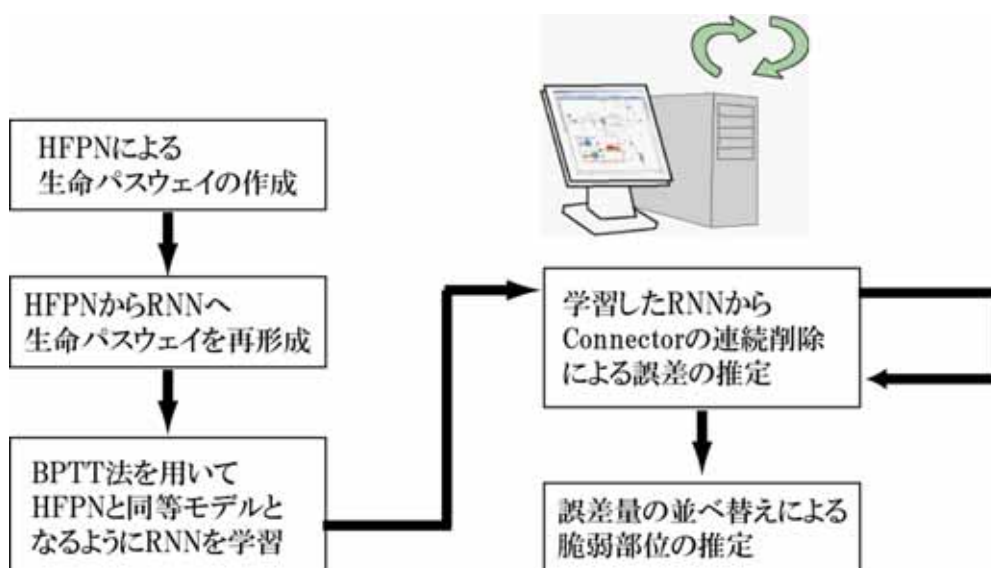 HFPNによる
生命パスウェイの作成
HFPNからRNNへ
生命パスウェイを再形成
BPTT法を用いて
HFPNと同等モデルと
なるようにRNNを学習
学習したRNNから
Connectorの連続削除
による誤差の推定
誤差量の並べ替えによる
脆弱部位の推定